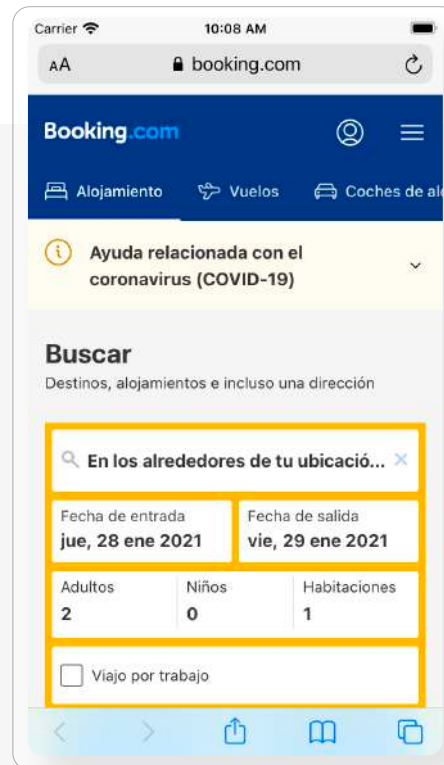 Carrier 10:08 AM
AA booking.com
Booking.com
Alojamiento Vuelos Coches de al
Ayuda relacionada con el
coronavirus (COVID-19)
Buscar
Destinos, alojamientos e incluso una dirección
En los alrededores de tu ubicació...
Fecha de entrada Fecha de salida
jue, 28 ene 2021 vie, 29 ene 2021
Adultos Niños Habitaciones
2 0 1
Viajo por trabajo